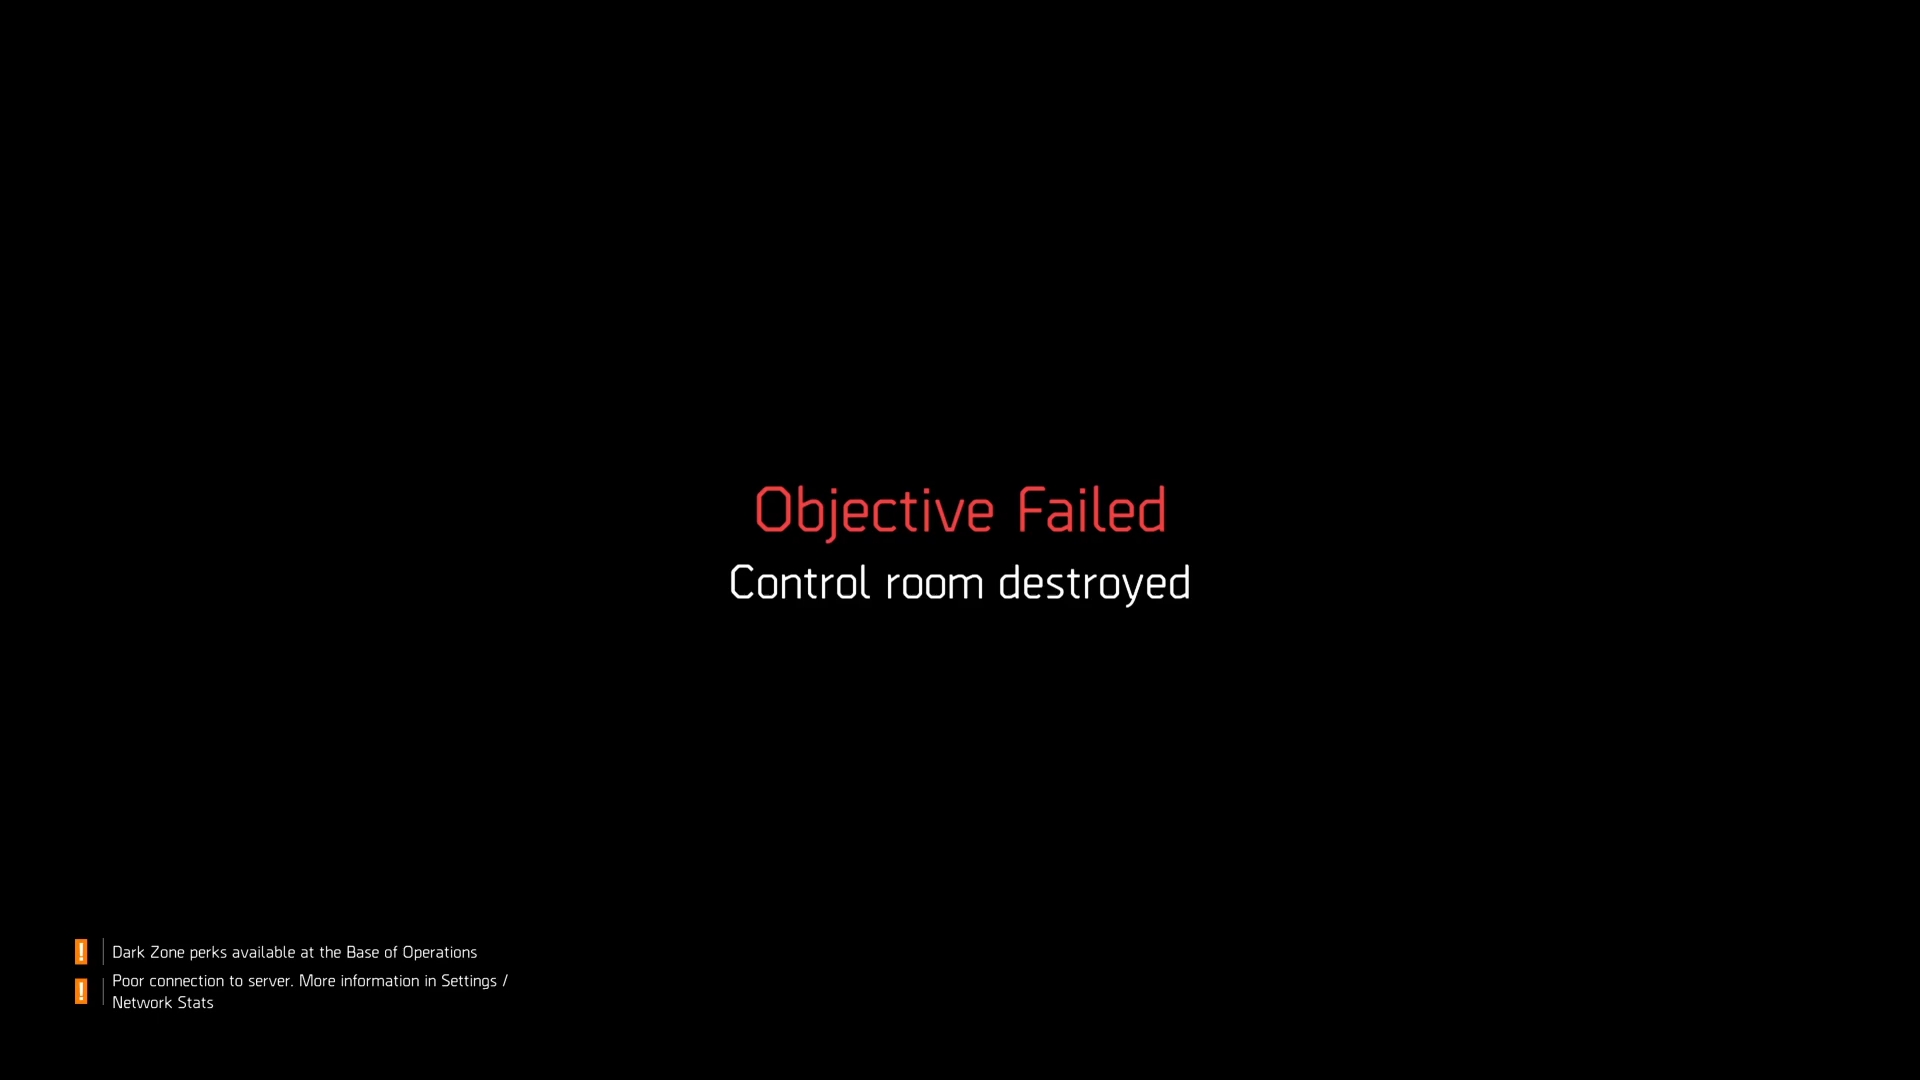 Objective Failed
Control room destroyed
Dark Zone perks available at the Base of Operations
Poor connection to server. More information in Settings /
Network Stats